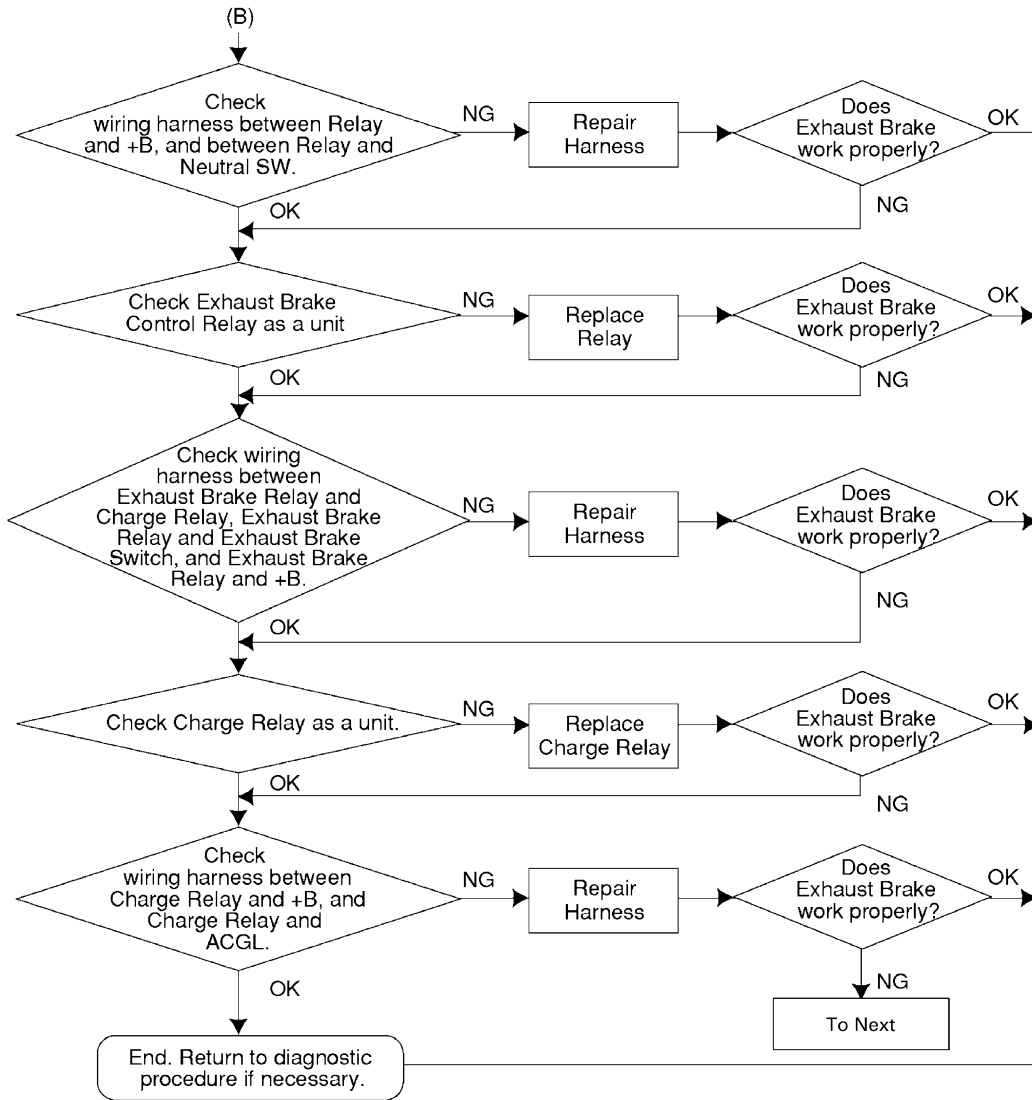 (B)
Check
wiring harness between Relay
and +B, and between Relay and
Neutral SW.
NG
Repair
Harness
Does
Exhaust Brake
work properly?
OK
NG
OK
Check Exhaust Brake
Control Relay as a unit
NG
Replace
Relay
Does
Exhaust Brake
work properly?
OK
NG
OK
Check wiring
harness between
Exhaust Brake Relay and
Charge Relay, Exhaust Brake
Relay and Exhaust Brake
Switch, and Exhaust Brake
Relay and +B.
NG
Repair
Harness
Does
Exhaust Brake
work properly?
OK
NG
OK
Check Charge Relay as a unit.
NG
Replace
Charge Relay
Does
Exhaust Brake
work properly?
OK
NG
OK
Check
wiring harness between
Charge Relay and +B, and
Charge Relay and
ACGL.
NG
Repair
Harness
Does
Exhaust Brake
work properly?
OK
NG
To Next
OK
End. Return to diagnostic
procedure if necessary.